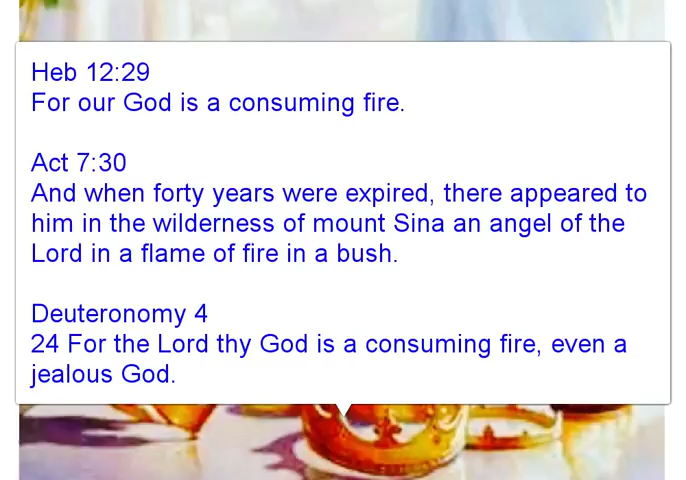 Heb 12:29
For our God is a consuming fire.
Act 7:30
And when forty years were expired, there appeared to
him in the wilderness of mount Sina an angel of the
Lord in a flame of fire in a bush.
Deuteronomy 4
24 For the Lord thy God is a consuming fire, even a
jealous God.